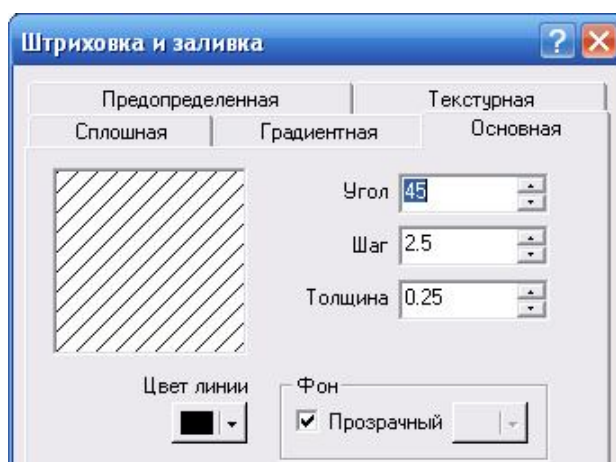 Штриховка и заливка
Предопределенная Текстурная
Сплошная Градиентная Основная
Угол 45
Шаг 2.5
Толщина 0.25
Цвет линии Фон
Прозрачный